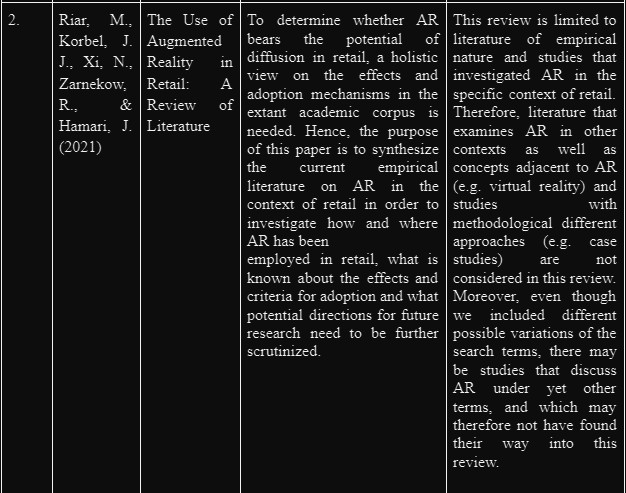 2.
Riar, M.,
Korbel, J.
J., Xi, N.,
Zarnekow,
R., &
Hamari, J.
(2021)
The Use of
Augmented
Reality in
Retail: A
Review of
Literature
To determine whether AR
bears the potential of
diffusion in retail, a holistic
view on the effects and
adoption mechanisms in the
extant academic corpus is
needed. Hence, the purpose
of this paper is to synthesize
the current empirical
literature on AR in the
context of retail in order to
investigate how and where
AR has been
employed in retail, what is
known about the effects and
criteria for adoption and what
potential directions for future
research need to be further
scrutinized.
This review is limited to
literature of empirical
nature and studies that
investigated AR in the
specific context of retail.
Therefore, literature that
examines AR in other
contexts as well as
concepts adjacent to AR
(e.g. virtual reality) and
studies with
methodological different
approaches (e.g. case
studies) are not
considered in this review.
Moreover, even though
we included different
possible variations of the
search terms, there may
be studies that discuss
AR under yet other
terms, and which may
therefore not have found
their way into this
review.